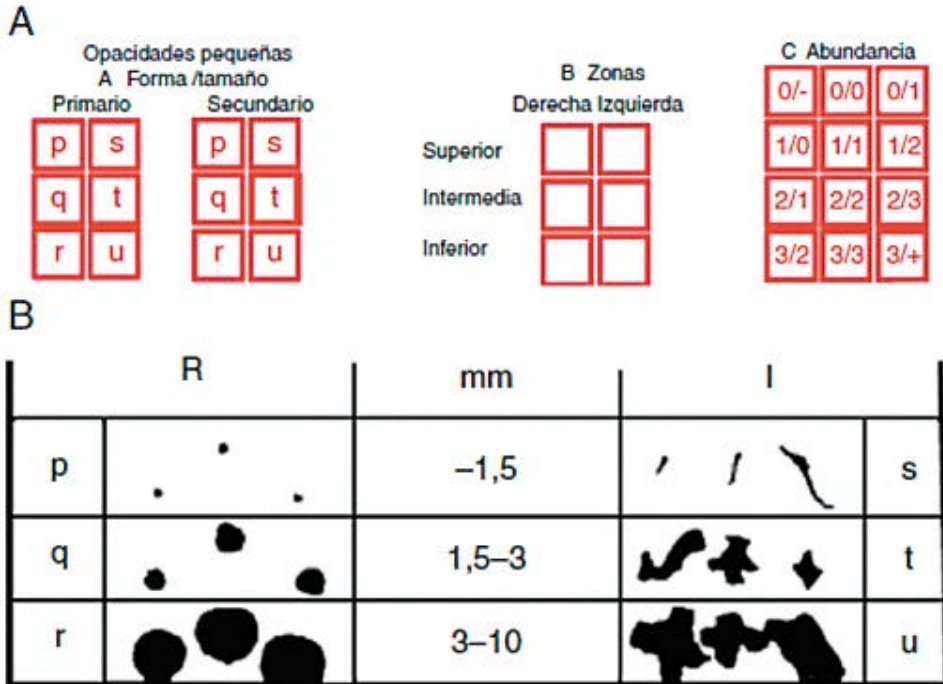 A
Opacidades pequeñas
A Forma /tamaño
Primario Secundario
p s p s
q t q t
r u r u
B Zonas
Derecha Izquierda
Superior
Intermedia
Inferior
C Abundancia
0/- 0/0 0/1
1/0 1/1 1/2
2/1 2/2 2/3
3/2 3/3 3/+
B
R mm I
p –1,5 s
q 1,5–3 t
r 3–10 u